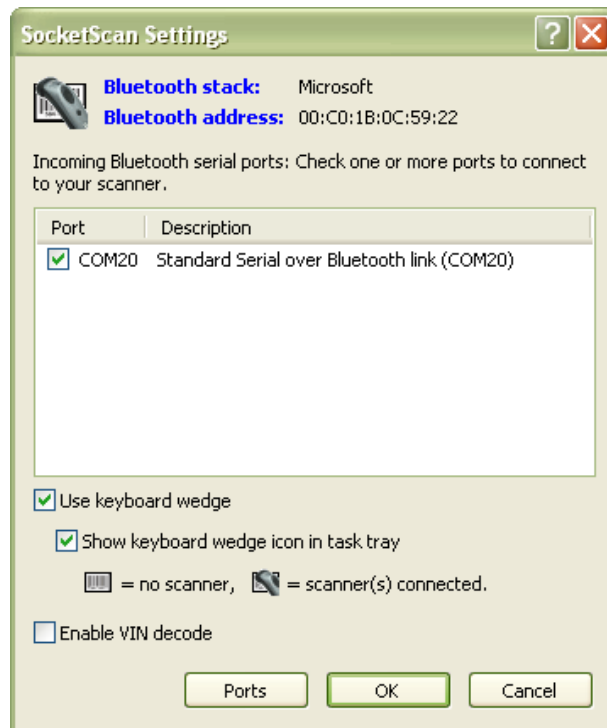 SocketScan Settings
Bluetooth stack: Microsoft
Bluetooth address: 00:C0:1B:0C:59:22
Incoming Bluetooth serial ports: Check one or more ports to connect
to your scanner.
Port Description
COM20 Standard Serial over Bluetooth link (COM20)
Use keyboard wedge
Show keyboard wedge icon in task tray
= no scanner, = scanner(s) connected.
Enable VIN decode
Ports OK Cancel